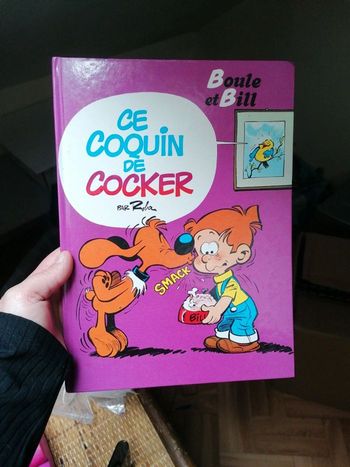 Boule
et Bill
CE
COQUIN
DE
COCKER
PAR Roba
SMACK
Bill